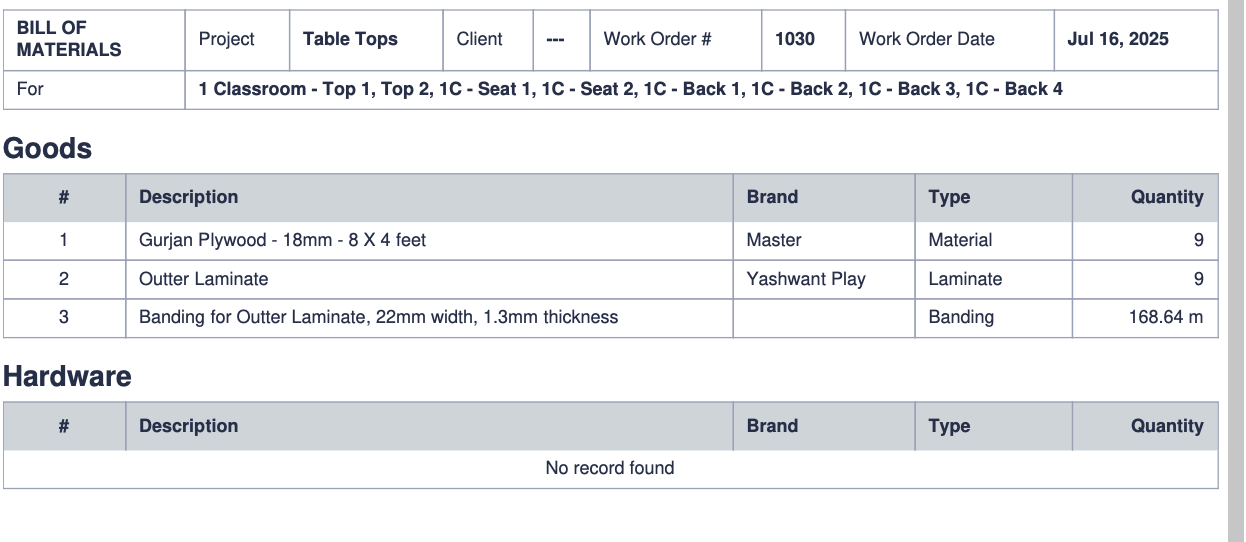 BILL OF MATERIALS Project Table Tops Client --- Work Order # 1030 Work Order Date Jul 16, 2025
For 1 Classroom - Top 1, Top 2, 1C - Seat 1, 1C - Seat 2, 1C - Back 1, 1C - Back 2, 1C - Back 3, 1C - Back 4
Goods
# Description Brand Type Quantity
1 Gurjan Plywood - 18mm - 8 X 4 feet Master Material 9
2 Outter Laminate Yashwant Play Laminate 9
3 Banding for Outter Laminate, 22mm width, 1.3mm thickness Banding 168.64 m
Hardware
# Description Brand Type Quantity
No record found